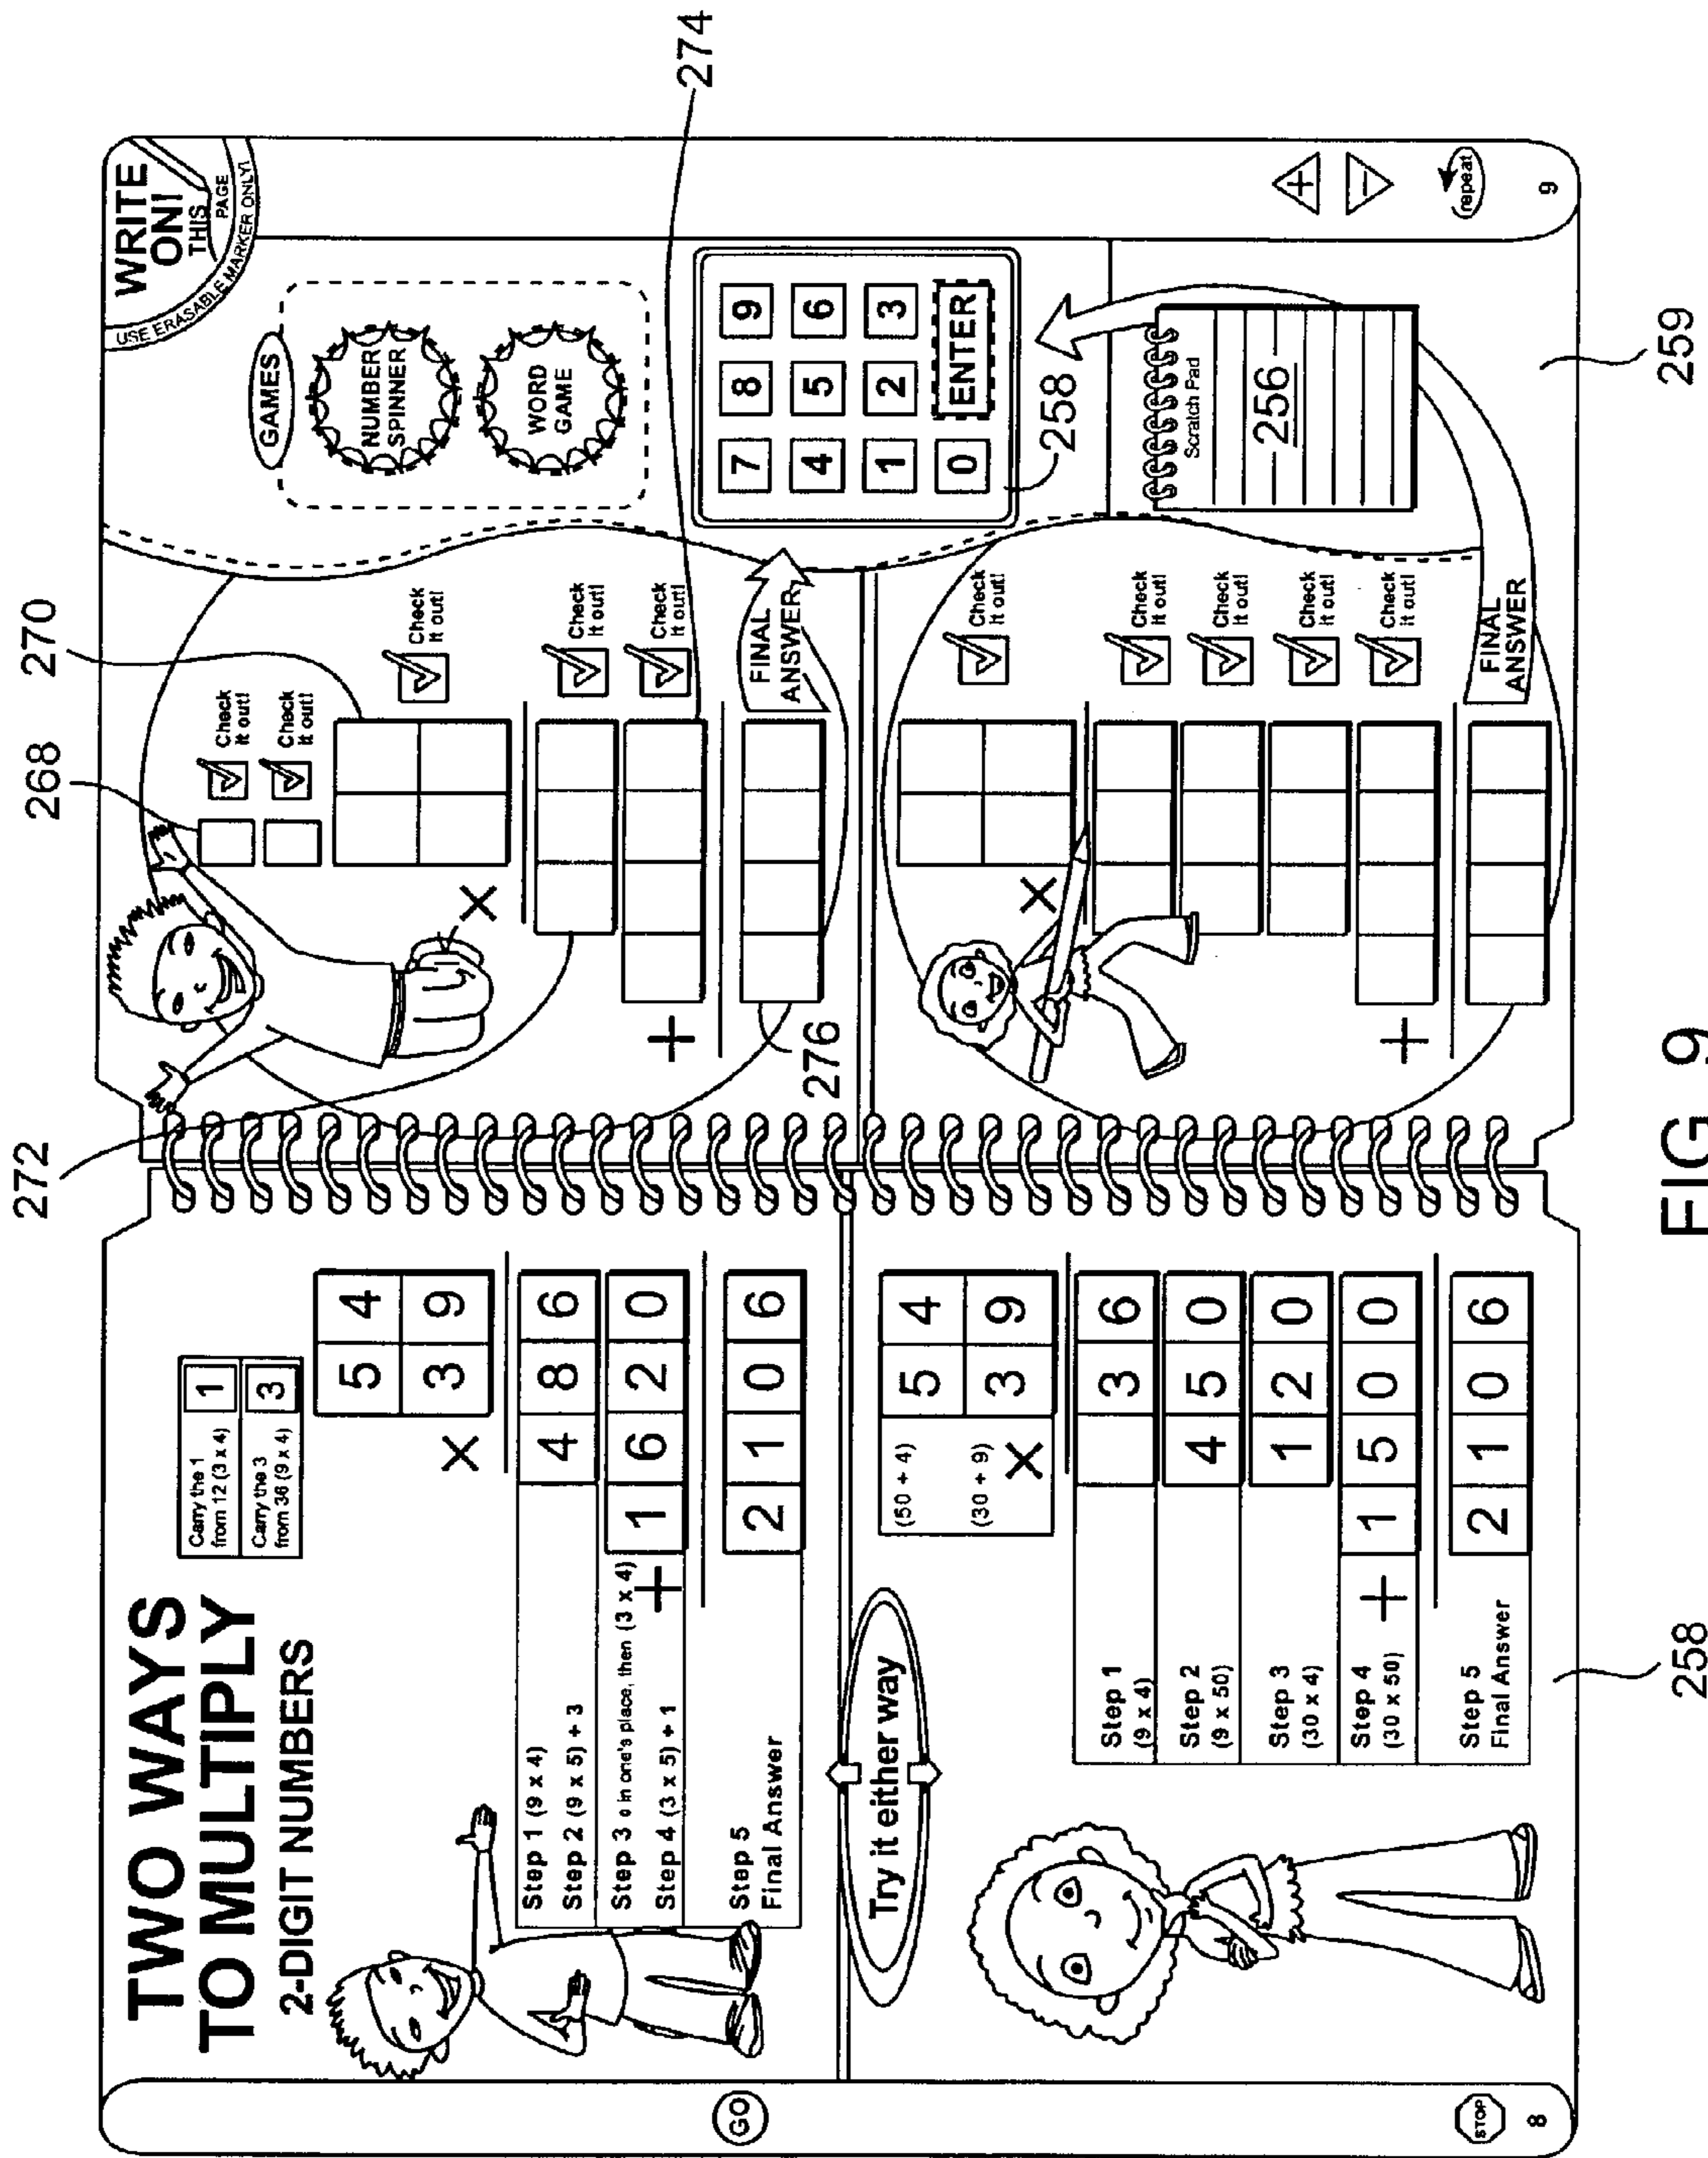 272
268
270
274
TWO WAYS
TO MULTIPLY
2-DIGIT NUMBERS
Carry the 1
from 12 (3 x 4)
1
Carry the 3
from 36 (9 x 4)
3
5 4
× 3 9
Step 1 (9 x 4)
Step 2 (9 x 5) + 3
4 8 6
Step 3 0 in one's place, then (3 x 4)
Step 4 (3 x 5) + 1
+ 1 6 2 0
Step 5
Final Answer
2 1 0 6
Try it either way
(50 + 4) 5 4
(30 + 9) × 3 9
Step 1
(9 x 4)
3 6
Step 2
(9 x 50)
4 5 0
Step 3
(30 x 4)
1 2 0
Step 4
(30 x 50)
+ 1 5 0 0
Step 5
Final Answer
2 1 0 6
GO
STOP
8
258
Check
it out!
Check
it out!
×
Check
it out!
Check
it out!
+
Check
it out!
FINAL
ANSWER
276
×
Check
it out!
Check
it out!
Check
it out!
Check
it out!
+
Check
it out!
FINAL
ANSWER
WRITE
ON!
THIS
PAGE
USE ERASABLE MARKER ONLY!
GAMES
NUMBER
SPINNER
WORD
GAME
7 8 9
4 5 6
1 2 3
0 ENTER
258
Scratch Pad
256
+
−
repeat
9
259
FIG. 9